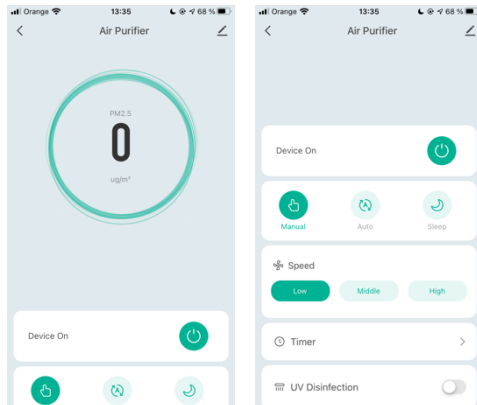 Orange 13:35 68 %
Air Purifier
PM2.5
0
ug/m³
Device On
Orange 13:35 68 %
Air Purifier
Device On
Manual Auto Sleep
Speed
Low Middle High
Timer
UV Disinfection